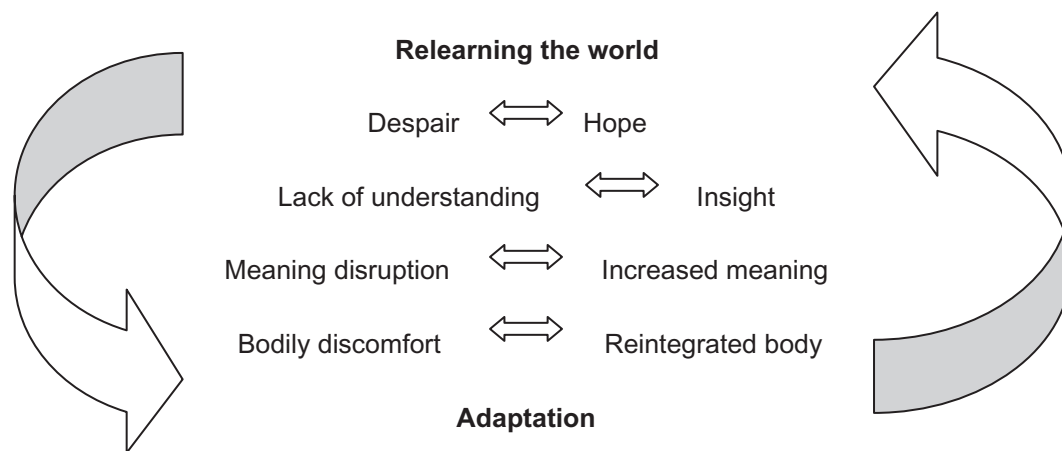 Relearning the world
Despair Hope
Lack of understanding Insight
Meaning disruption Increased meaning
Bodily discomfort Reintegrated body
Adaptation